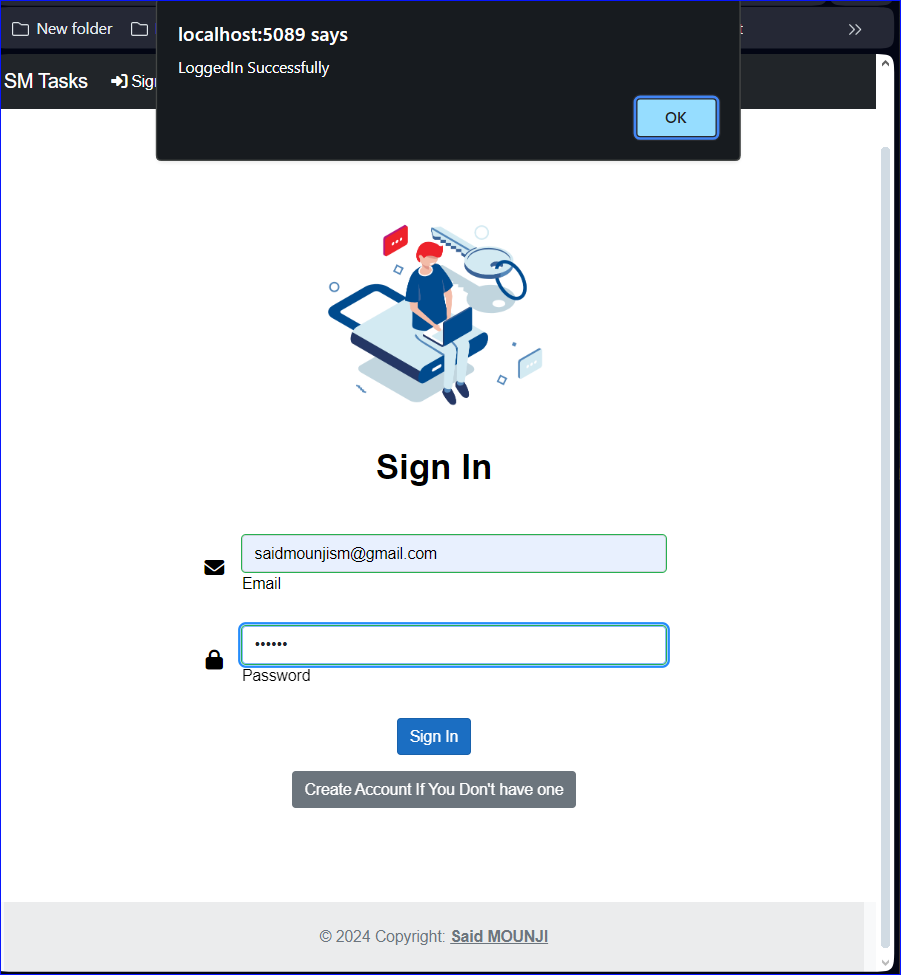 New folder
localhost:5089 says
LoggedIn Successfully
OK
SM Tasks
Sign In
saidmounjism@gmail.com
Email
••••••
Password
Sign In
Create Account If You Don't have one
© 2024 Copyright: Said MOUNJI